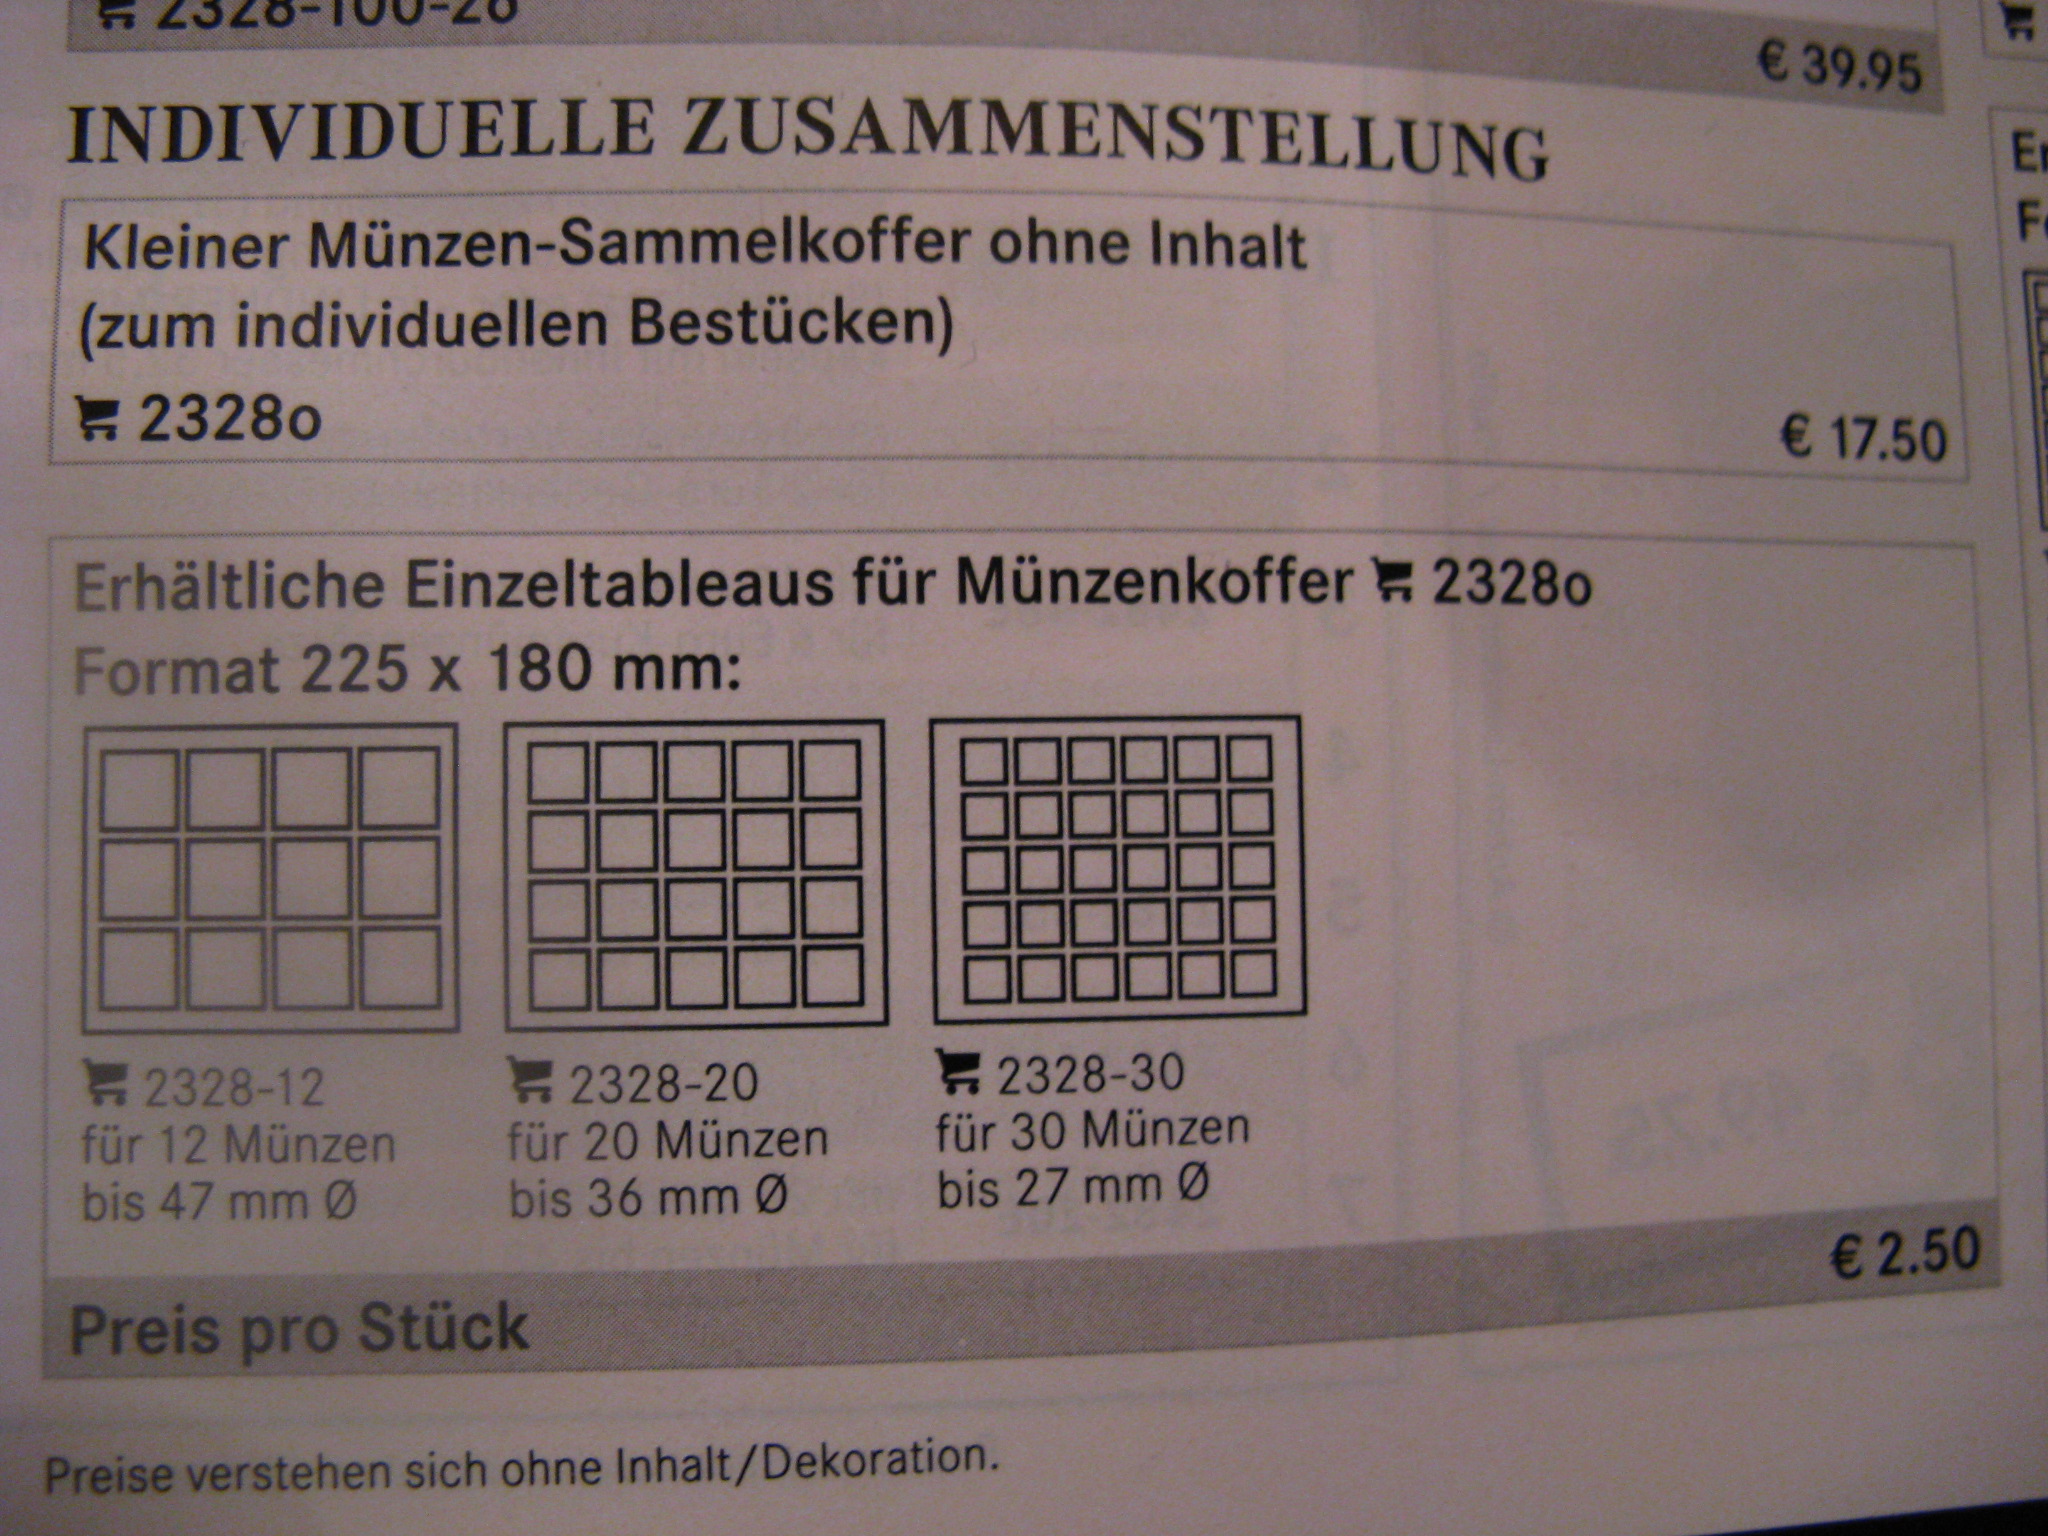 2328-100-26
€ 39.95
INDIVIDUELLE ZUSAMMENSTELLUNG
Kleiner Münzen-Sammelkoffer ohne Inhalt
(zum individuellen Bestücken)
2328o
€ 17.50
Erhältliche Einzeltableaus für Münzenkoffer 2328o
Format 225 x 180 mm:
2328-12
für 12 Münzen
bis 47 mm Ø
2328-20
für 20 Münzen
bis 36 mm Ø
2328-30
für 30 Münzen
bis 27 mm Ø
Preis pro Stück € 2.50
Preise verstehen sich ohne Inhalt/Dekoration.